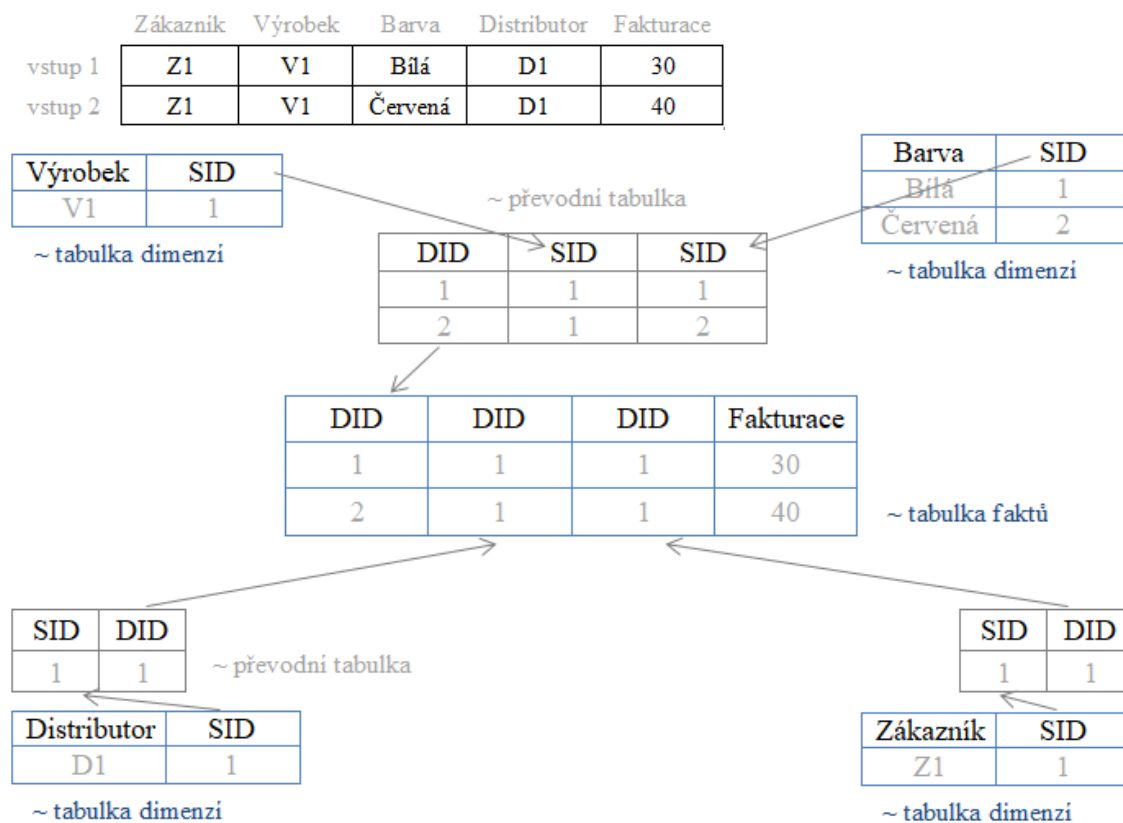 Zákazník Výrobek Barva Distributor Fakturace
vstup 1 Z1 V1 Bílá D1 30
vstup 2 Z1 V1 Červená D1 40
Výrobek SID
V1 1
~ tabulka dimenzí
Barva SID
Bílá 1
Červená 2
~ tabulka dimenzí
~ převodní tabulka
DID SID SID
1 1 1
2 1 2
DID DID DID Fakturace
1 1 1 30
2 1 1 40
~ tabulka faktů
SID DID
1 1
~ převodní tabulka
Distributor SID
D1 1
~ tabulka dimenzí
SID DID
1 1
Zákazník SID
Z1 1
~ tabulka dimenzí